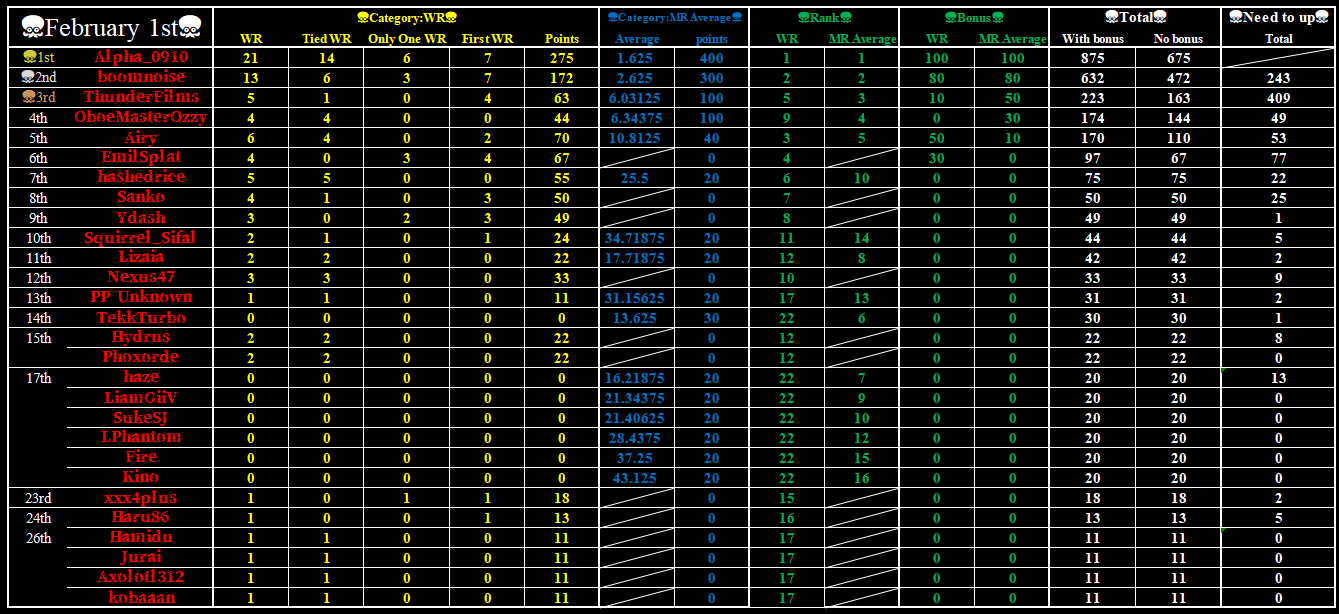 February 1st
Category:WR Category:MR Average Rank Bonus Total Need to up
WR Tied WR Only One WR First WR Points Average points WR MR Average WR MR Average With bonus No bonus Total
1st Alpha_0910 21 14 6 7 275 1.625 400 1 1 100 100 875 675
2nd boomnoise 13 6 3 7 172 2.625 300 2 2 80 80 632 472 243
3rd ThunderFilms 5 1 0 4 63 6.03125 100 5 3 10 50 223 163 409
4th OboeMasterOzzy 4 4 0 0 44 6.34375 100 9 4 0 30 174 144 49
5th Airy 6 4 0 2 70 10.8125 40 3 5 50 10 170 110 53
6th EmilSplat 4 0 3 4 67 0 4 30 0 97 67 77
7th hashedrice 5 5 0 0 55 25.5 20 6 10 0 0 75 75 22
8th Sanko 4 1 0 3 50 0 7 0 0 50 50 25
9th Ydash 3 0 2 3 49 0 8 0 0 49 49 1
10th Squirrel_Sifal 2 1 0 1 24 34.71875 20 11 14 0 0 44 44 5
11th Lizaia 2 2 0 0 22 17.71875 20 12 8 0 0 42 42 2
12th Nexus47 3 3 0 0 33 0 10 0 0 33 33 9
13th PP_Unknown 1 1 0 0 11 31.15625 20 17 13 0 0 31 31 2
14th TekkTurbo 0 0 0 0 0 13.625 30 22 6 0 0 30 30 1
15th Hydrus 2 2 0 0 22 0 12 0 0 22 22 8
Phoxorde 2 2 0 0 22 0 12 0 0 22 22 0
17th haze 0 0 0 0 0 16.21875 20 22 7 0 0 20 20 13
LiamGiiV 0 0 0 0 0 21.34375 20 22 9 0 0 20 20 0
SukeSJ 0 0 0 0 0 21.40625 20 22 10 0 0 20 20 0
LPhantom 0 0 0 0 0 28.4375 20 22 12 0 0 20 20 0
Fire 0 0 0 0 0 37.25 20 22 15 0 0 20 20 0
Kino 0 0 0 0 0 43.125 20 22 16 0 0 20 20 0
23rd xxx4plus 1 0 1 1 18 0 15 0 0 18 18 2
24th Haru86 1 0 0 1 13 0 16 0 0 13 13 5
26th Hamidu 1 1 0 0 11 0 17 0 0 11 11 0
Jurai 1 1 0 0 11 0 17 0 0 11 11 0
Axolotl312 1 1 0 0 11 0 17 0 0 11 11 0
kobaaan 1 1 0 0 11 0 17 0 0 11 11 0